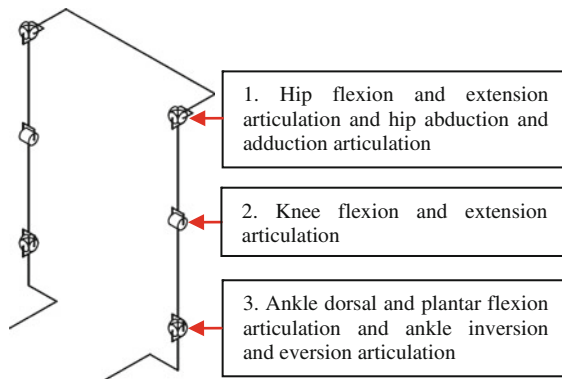 1. Hip flexion and extension
articulation and hip abduction and
adduction articulation
2. Knee flexion and extension
articulation
3. Ankle dorsal and plantar flexion
articulation and ankle inversion
and eversion articulation